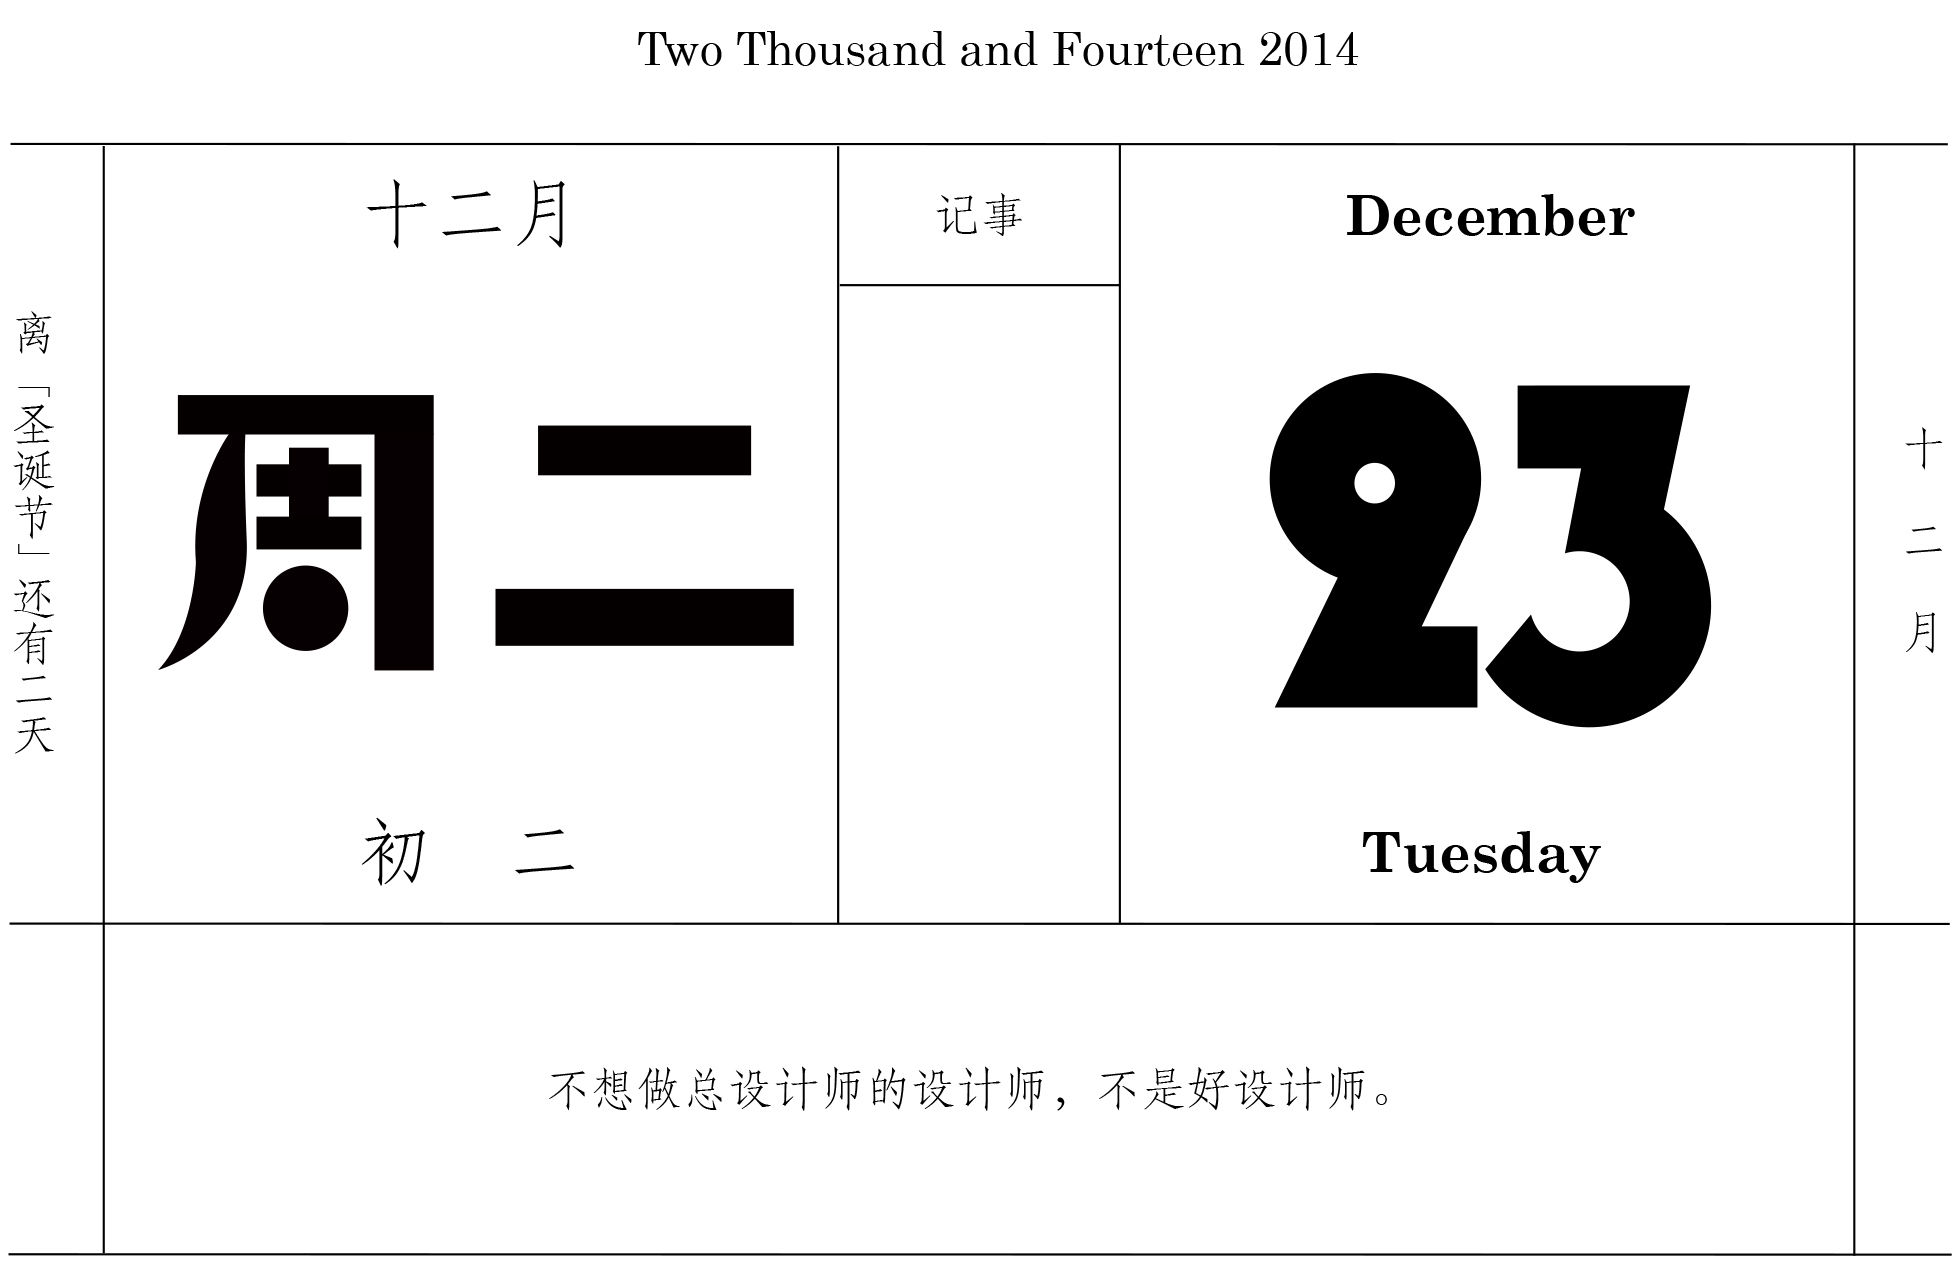 Two Thousand and Fourteen 2014
离「圣诞节」还有二天
十二月
周二
初 二
记事
December
23
Tuesday
十二月
不想做总设计师的设计师，不是好设计师。